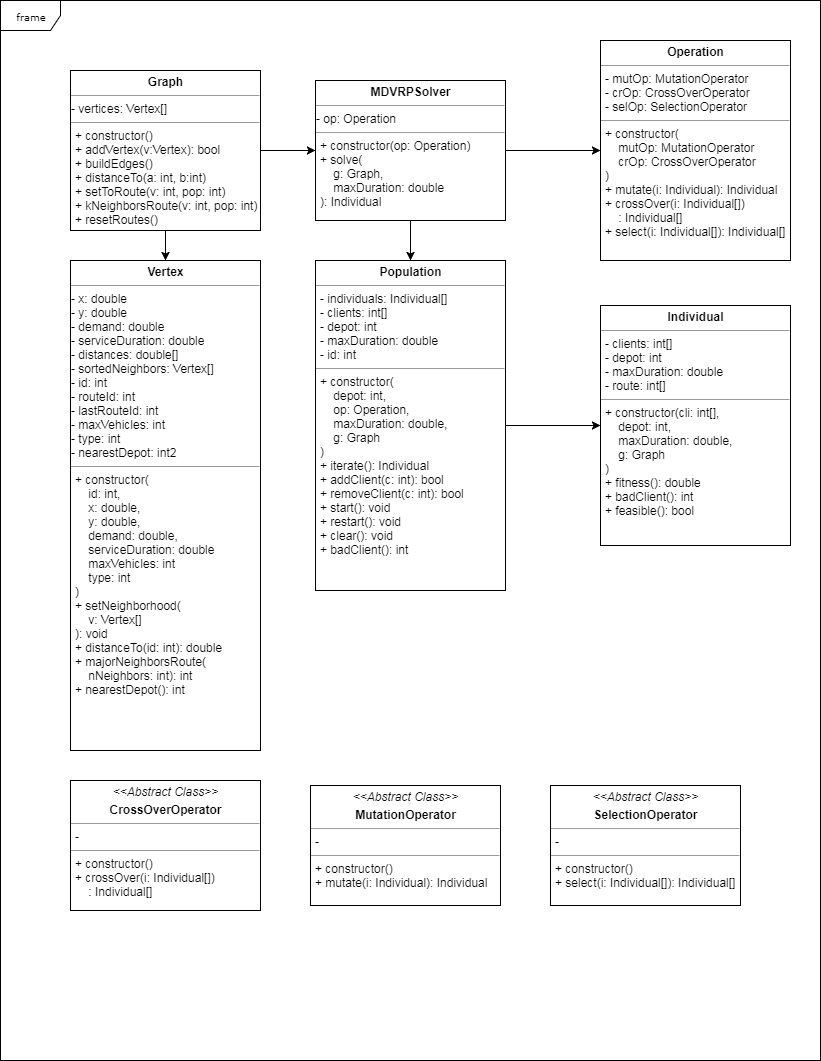 frame
Graph
- vertices: Vertex[]
+ constructor()
+ addVertex(v:Vertex): bool
+ buildEdges()
+ distanceTo(a: int, b:int)
+ setToRoute(v: int, pop: int)
+ kNeighborsRoute(v: int, pop: int)
+ resetRoutes()
MDVRPSolver
- op: Operation
+ constructor(op: Operation)
+ solve(
g: Graph,
maxDuration: double
): Individual
Operation
- mutOp: MutationOperator
- crOp: CrossOverOperator
- selOp: SelectionOperator
+ constructor(
mutOp: MutationOperator
crOp: CrossOverOperator
)
+ mutate(i: Individual): Individual
+ crossOver(i: Individual[])
: Individual[]
+ select(i: Individual[]): Individual[]
Vertex
- x: double
- y: double
- demand: double
- serviceDuration: double
- distances: double[]
- sortedNeighbors: Vertex[]
- id: int
- routeId: int
- lastRouteId: int
- maxVehicles: int
- type: int
- nearestDepot: int2
+ constructor(
id: int,
x: double,
y: double,
demand: double,
serviceDuration: double
maxVehicles: int
type: int
)
+ setNeighborhood(
v: Vertex[]
): void
+ distanceTo(id: int): double
+ majorNeighborsRoute(
nNeighbors: int): int
+ nearestDepot(): int
Population
- individuals: Individual[]
- clients: int[]
- depot: int
- maxDuration: double
- id: int
+ constructor(
depot: int,
op: Operation,
maxDuration: double,
g: Graph
)
+ iterate(): Individual
+ addClient(c: int): bool
+ removeClient(c: int): bool
+ start(): void
+ restart(): void
+ clear(): void
+ badClient(): int
Individual
- clients: int[]
- depot: int
- maxDuration: double
- route: int[]
+ constructor(cli: int[],
depot: int,
maxDuration: double,
g: Graph
)
+ fitness(): double
+ badClient(): int
+ feasible(): bool
<<Abstract Class>>
CrossOverOperator
-
+ constructor()
+ crossOver(i: Individual[])
: Individual[]
<<Abstract Class>>
MutationOperator
-
+ constructor()
+ mutate(i: Individual): Individual
<<Abstract Class>>
SelectionOperator
-
+ constructor()
+ select(i: Individual[]): Individual[]